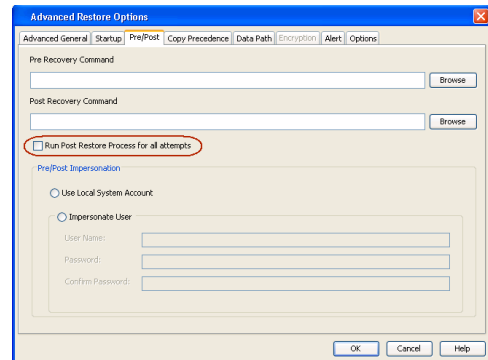 Advanced Restore Options
Advanced General Startup Pre/Post Copy Precedence Data Path Encryption Alert Options
Pre Recovery Command
Browse
Post Recovery Command
Browse
Run Post Restore Process for all attempts
Pre/Post Impersonation
Use Local System Account
Impersonate User
User Name:
Password:
Confirm Password:
OK Cancel Help